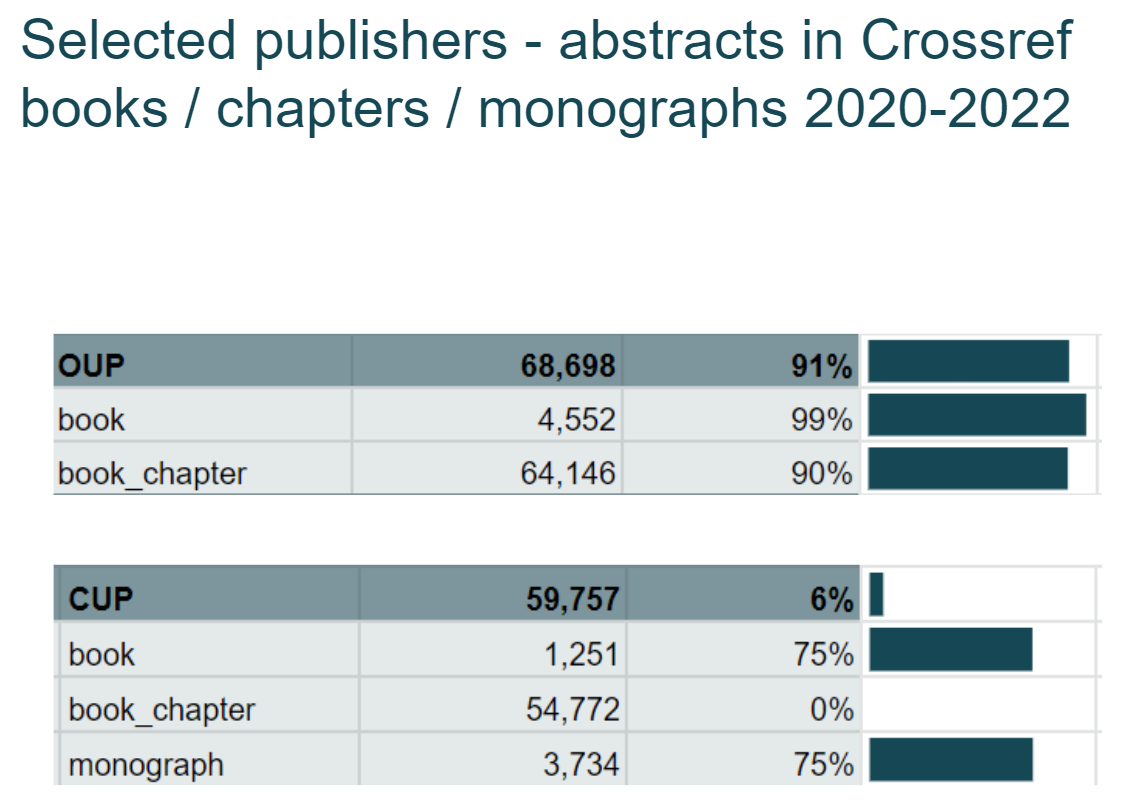 Selected publishers - abstracts in Crossref
books / chapters / monographs 2020-2022
OUP 68,698 91%
book 4,552 99%
book_chapter 64,146 90%
CUP 59,757 6%
book 1,251 75%
book_chapter 54,772 0%
monograph 3,734 75%